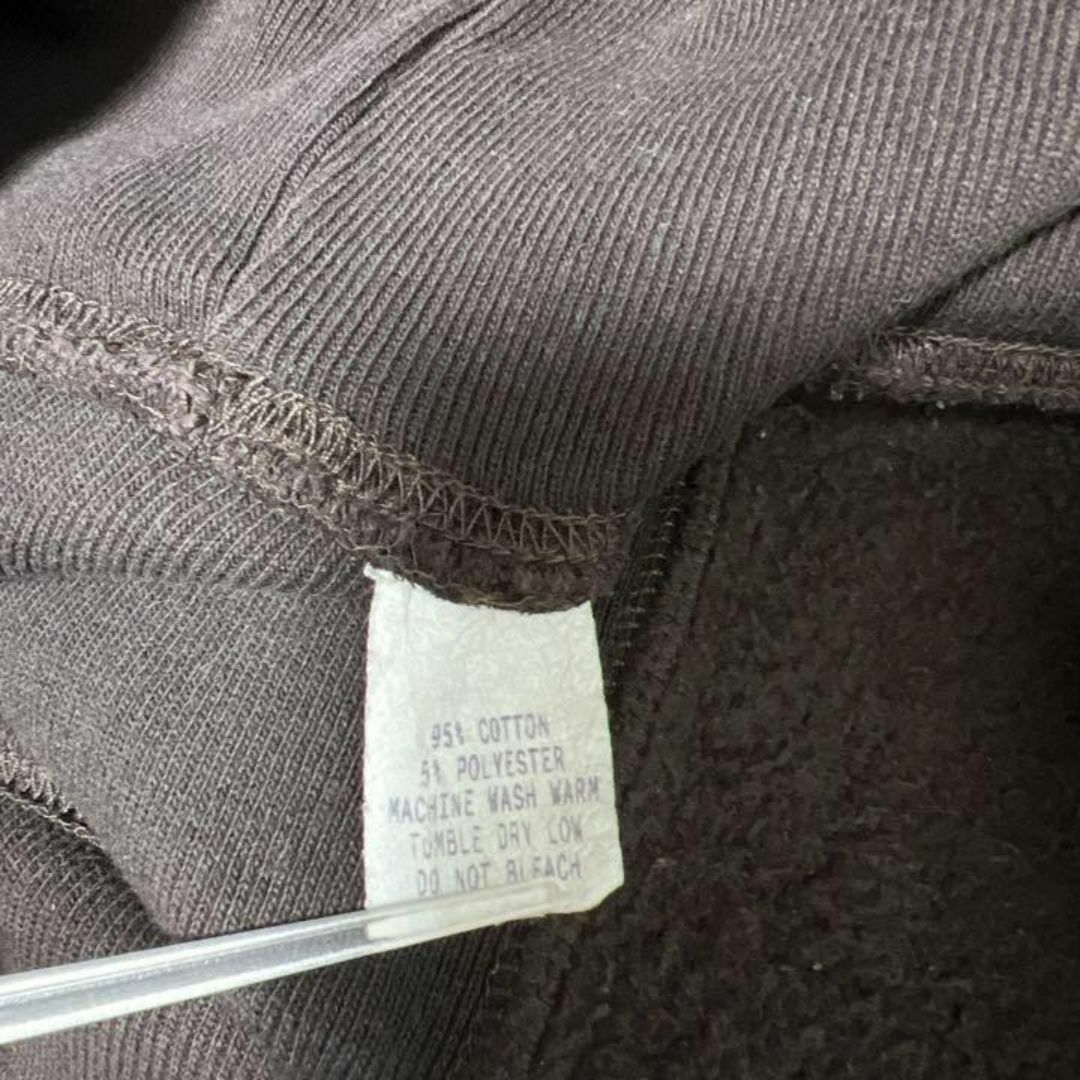 95% COTTON
5% POLYESTER
MACHINE WASH WARM
TUMBLE DRY LOW
DO NOT BLEACH